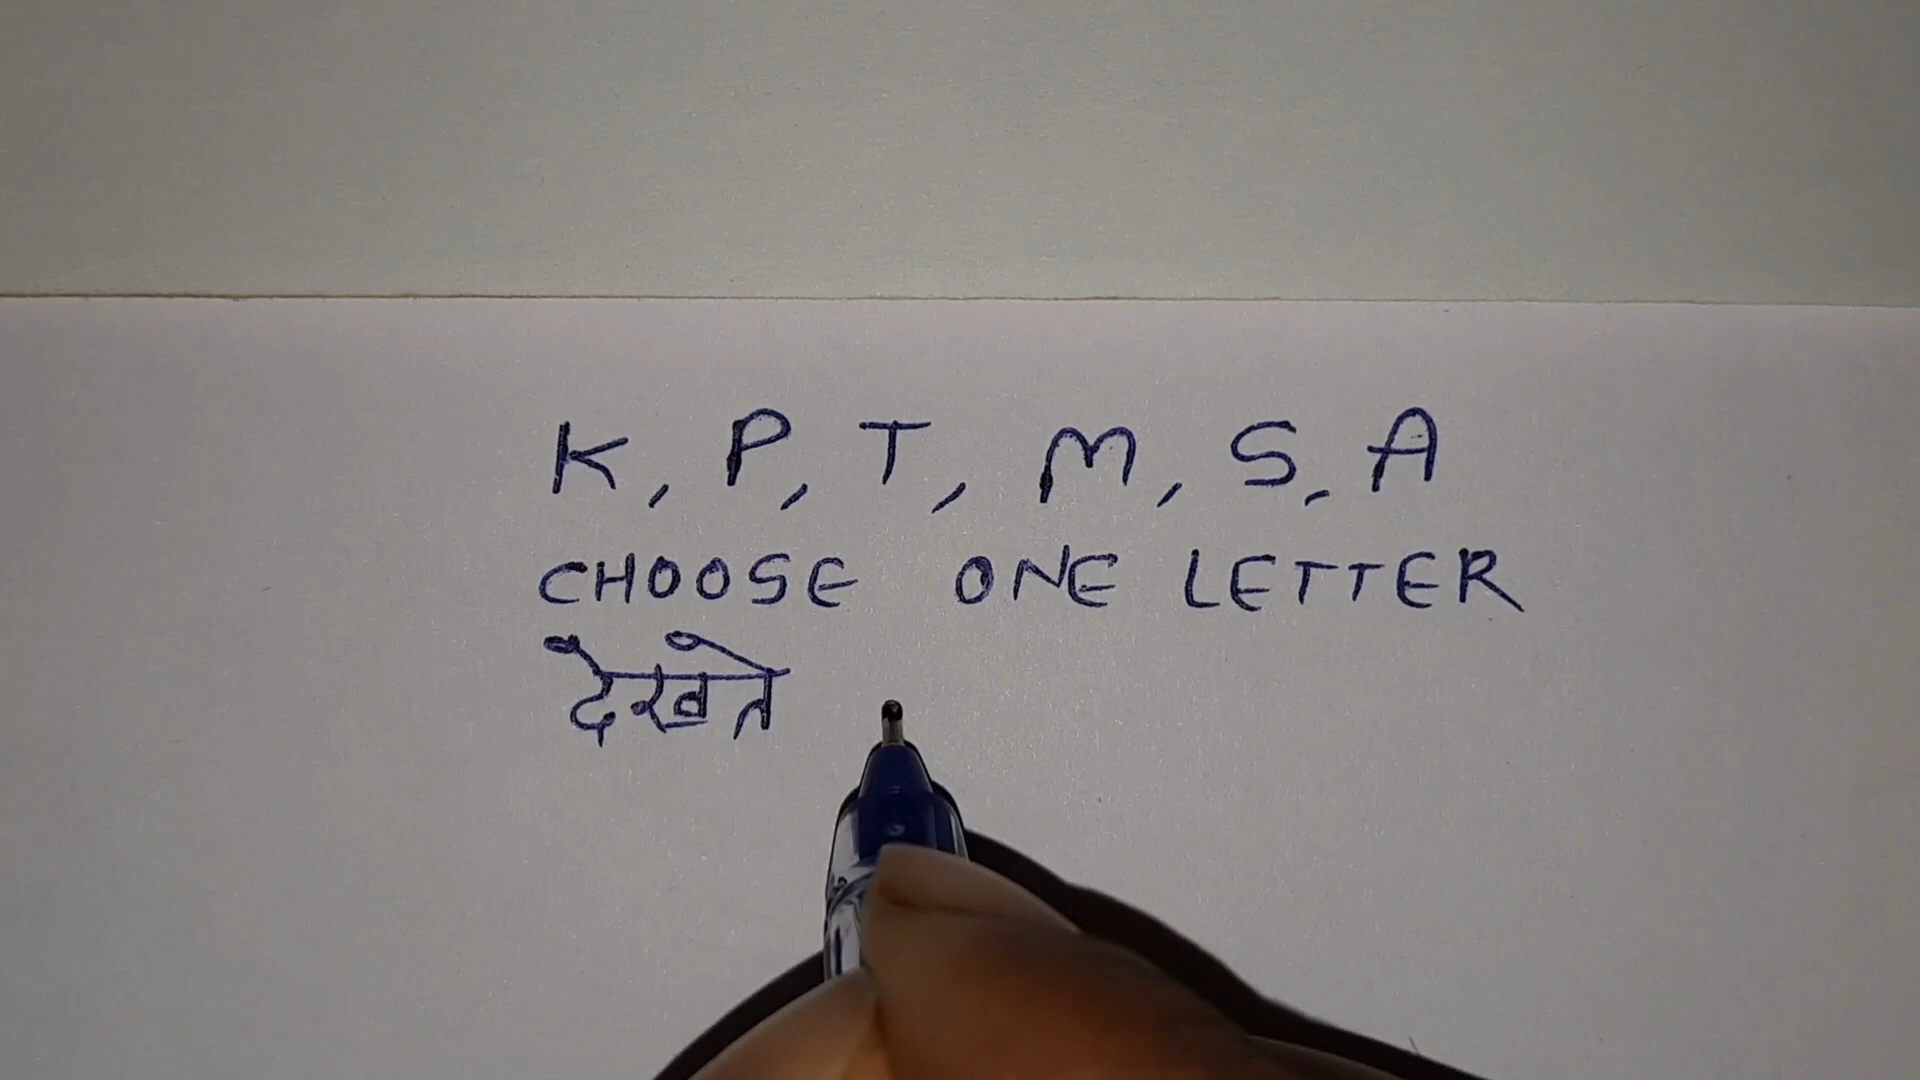 K, P, T, M, S, A
CHOOSE ONE LETTER
देखते